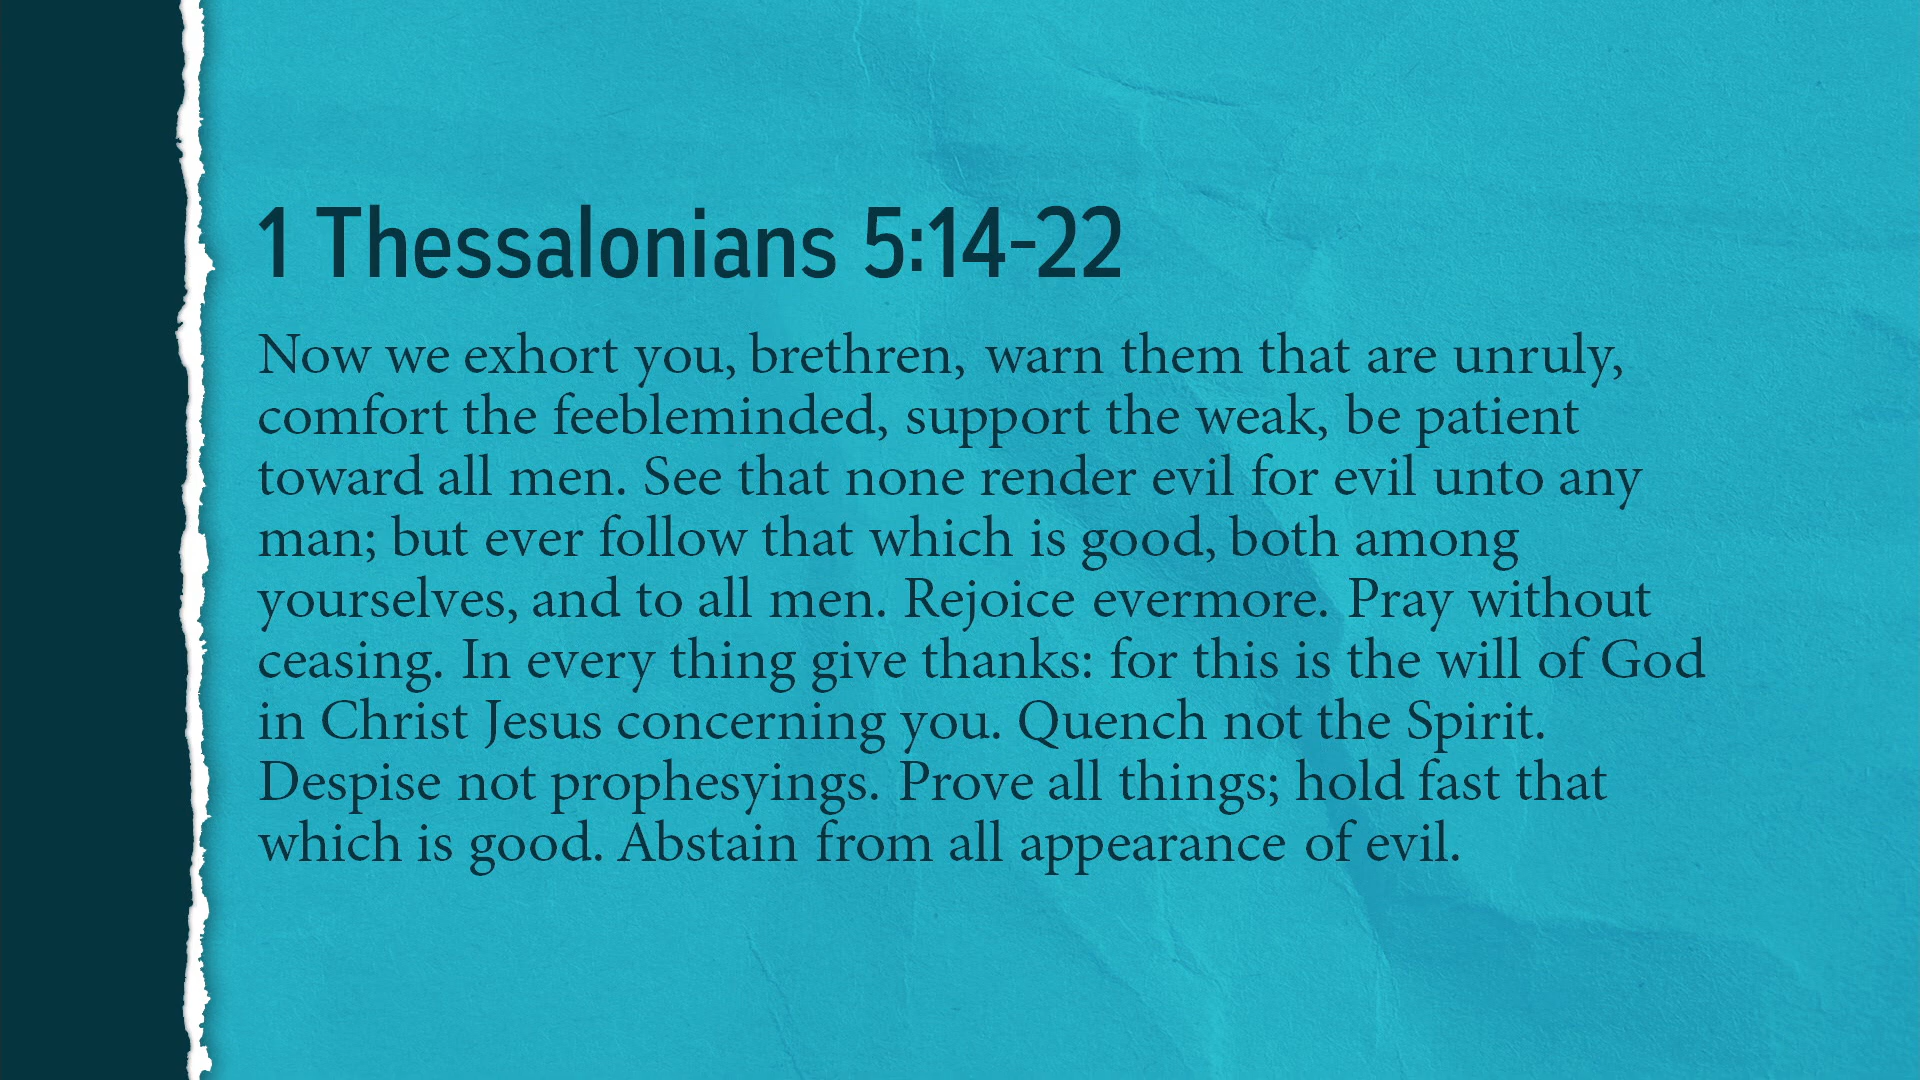 1 Thessalonians 5:14-22
Now we exhort you, brethren, warn them that are unruly,
comfort the feebleminded, support the weak, be patient
toward all men. See that none render evil for evil unto any
man; but ever follow that which is good, both among
yourselves, and to all men. Rejoice evermore. Pray without
ceasing. In every thing give thanks: for this is the will of God
in Christ Jesus concerning you. Quench not the Spirit.
Despise not prophesyings. Prove all things; hold fast that
which is good. Abstain from all appearance of evil.